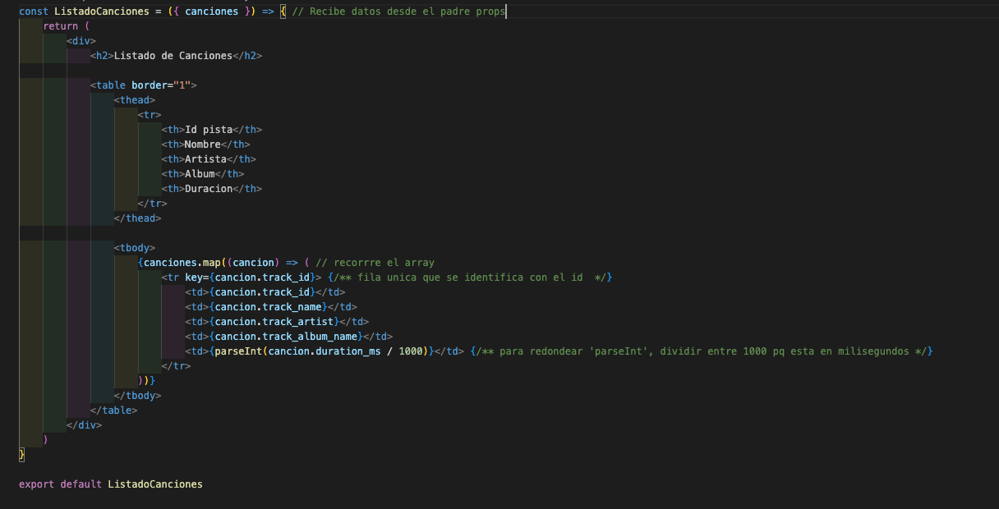 const ListadoCanciones = ({ canciones }) => { // Recibe datos desde el padre props
return (
<div>
<h2>Listado de Canciones</h2>
<table border="1">
<thead>
<tr>
<th>Id pista</th>
<th>Nombre</th>
<th>Artista</th>
<th>Album</th>
<th>Duracion</th>
</tr>
</thead>
<tbody>
{canciones.map((cancion) => ( // recorrre el array
<tr key={cancion.track_id}> {/** fila unica que se identifica con el id  */}
<td>{cancion.track_id}</td>
<td>{cancion.track_name}</td>
<td>{cancion.track_artist}</td>
<td>{cancion.track_album_name}</td>
<td>{parseInt(cancion.duration_ms / 1000)}</td> {/** para redondear 'parseInt', dividir entre 1000 pq esta en milisegundos */}
</tr>
))}
</tbody>
</table>
</div>
)
}
export default ListadoCanciones